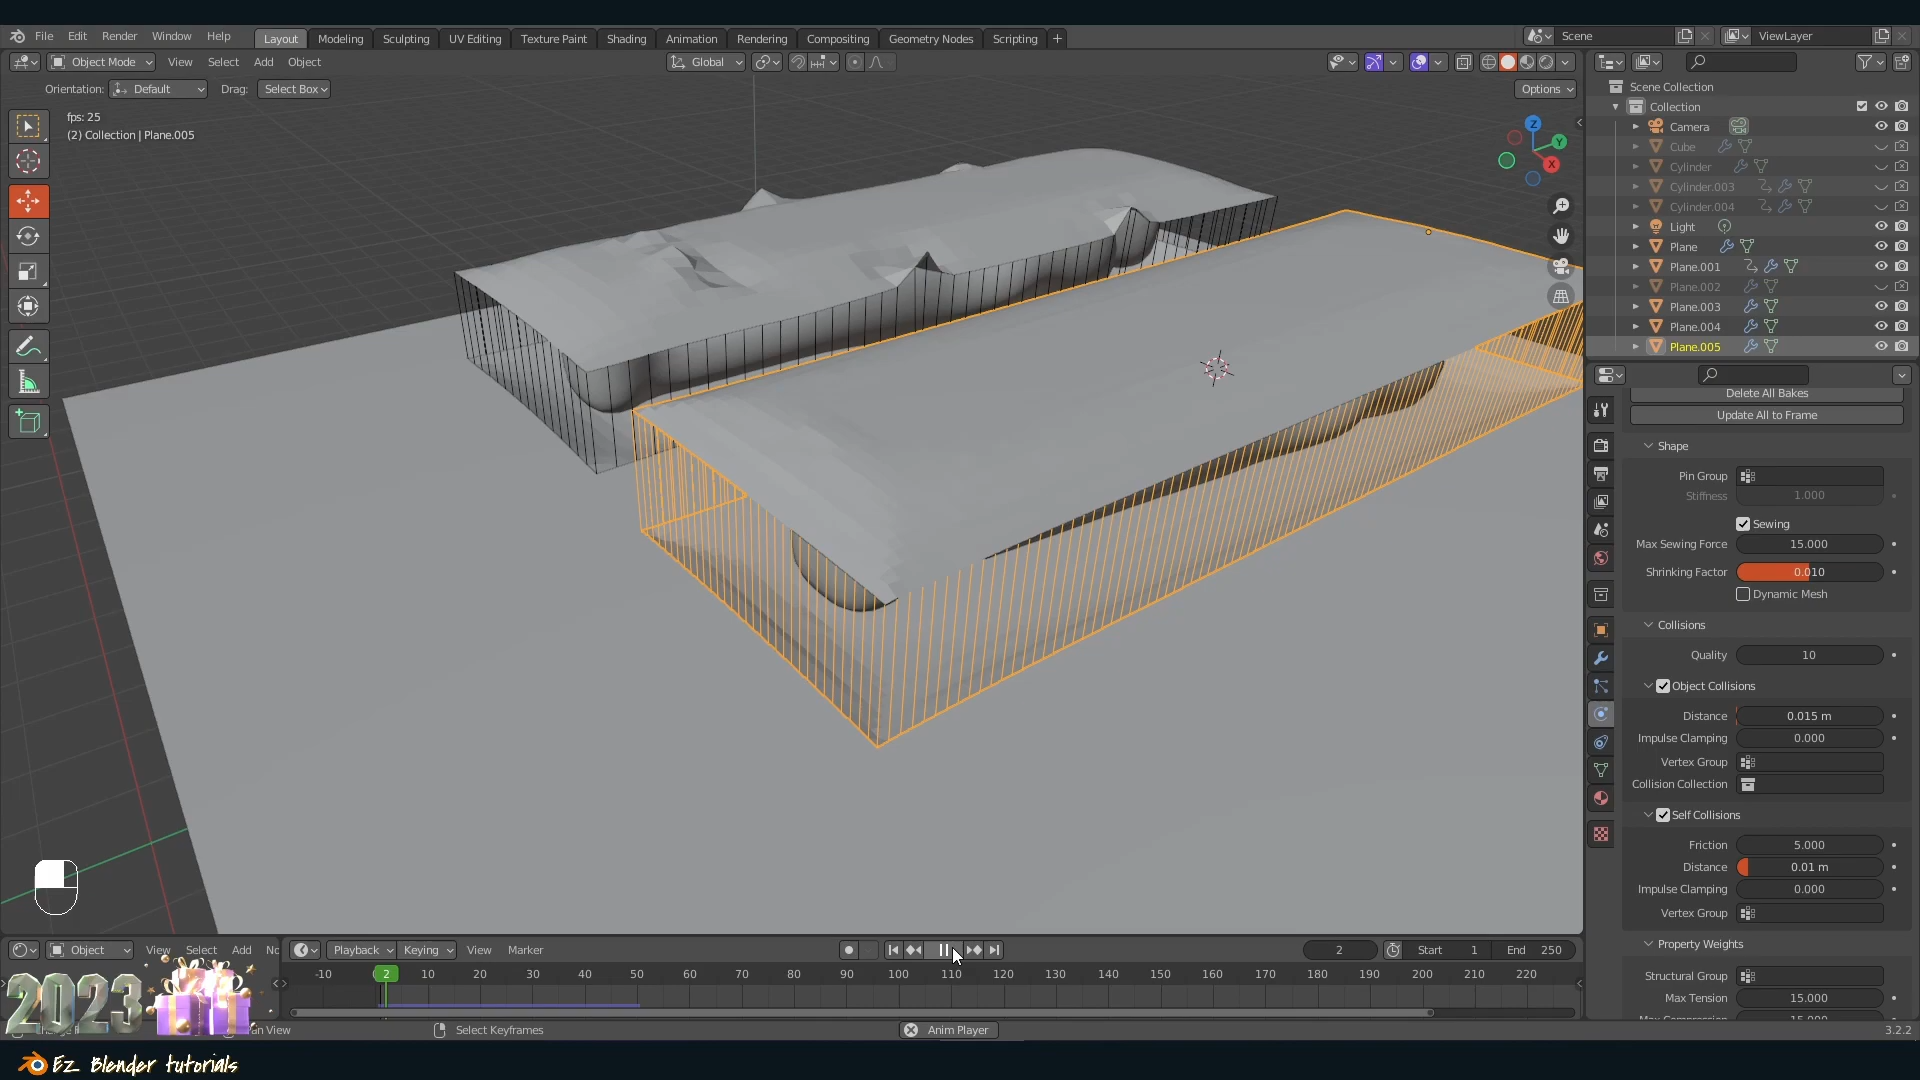 File Edit Render Window Help
Layout Modeling Sculpting UV Editing Texture Paint Shading Animation Rendering Compositing Geometry Nodes Scripting +
Scene ViewLayer
Object Mode View Select Add Object Global
Orientation: Default Drag: Select Box Options
fps: 25
(2) Collection | Plane.005
Z
Y
X
Scene Collection
Collection
Camera
Cube
Cylinder
Cylinder.003
Cylinder.004
Light
Plane
Plane.001
Plane.002
Plane.003
Plane.004
Plane.005
Delete All Bakes
Update All to Frame
Shape
Pin Group
Stiffness 1.000
Sewing
Max Sewing Force 15.000
Shrinking Factor 0.010
Dynamic Mesh
Collisions
Quality 10
Object Collisions
Distance 0.015 m
Impulse Clamping 0.000
Vertex Group
Collision Collection
Self Collisions
Friction 5.000
Distance 0.01 m
Impulse Clamping 0.000
Vertex Group
Property Weights
Structural Group
Max Tension 15.000
Object View Select Add
Playback Keying View Marker
2 Start 1 End 250
-10 2 10 20 30 40 50 60 70 80 90 100 110 120 130 140 150 160 170 180 190 200 210 220
2023
View Select Keyframes Anim Player 3.2.2
Ez Blender tutorials